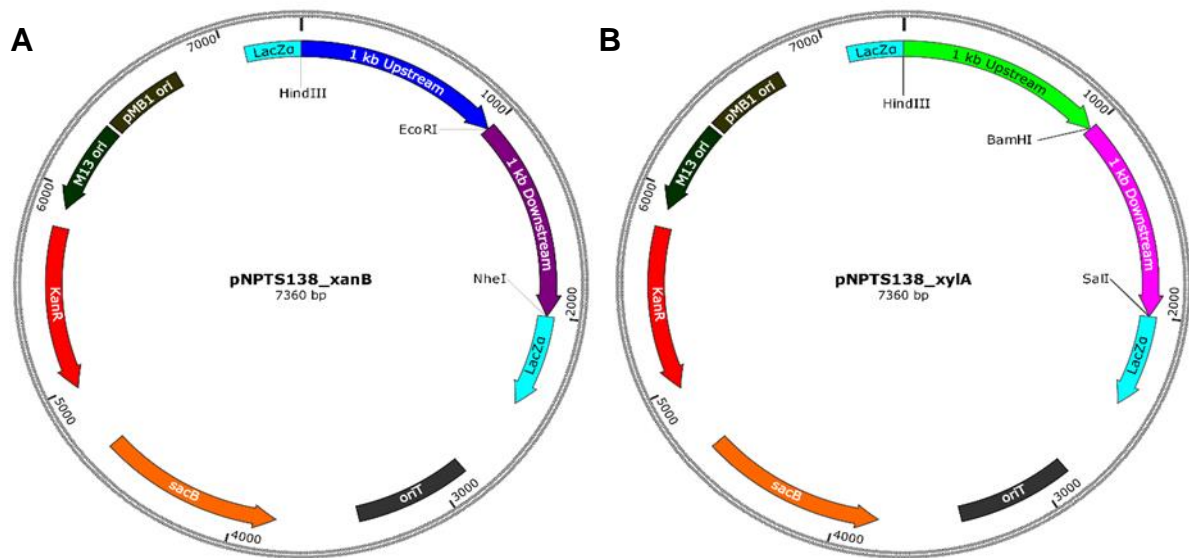 A
7000
LacZα
HindIII
1 kb Upstream
1000
EcoRI
1 kb Downstream
NheI
2000
LacZα
pMB1 ori
M13 ori
6000
KanR
5000
sacB
4000
oriT
3000
pNPTS138_xanB
7360 bp
B
7000
LacZα
HindIII
1 kb Upstream
1000
BamHI
1 kb Downstream
SalI
2000
LacZα
pMB1 ori
M13 ori
6000
KanR
5000
sacB
4000
oriT
3000
pNPTS138_xylA
7360 bp